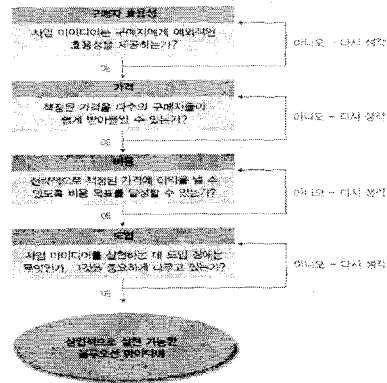 구매자 효용성
사업 아이디어는 구매자에게 예외적인
효용성을 제공하는가?
아니오 - 다시 생각
예
가격
책정된 가격을 다수의 구매자들이
쉽게 받아들일 수 있는가?
아니오 - 다시 생각
예
비용
전략적으로 책정된 가격에 이익을 낼 수
있도록 비용 목표를 달성할 수 있는가?
아니오 - 다시 생각
예
도입
사업 아이디어를 실현하는 데 도입 장애는
무엇인가, 그것을 중요하게 다루고 있는가?
아니오 - 다시 생각
예
상업적으로 실현 가능한
블루오션 아이디어